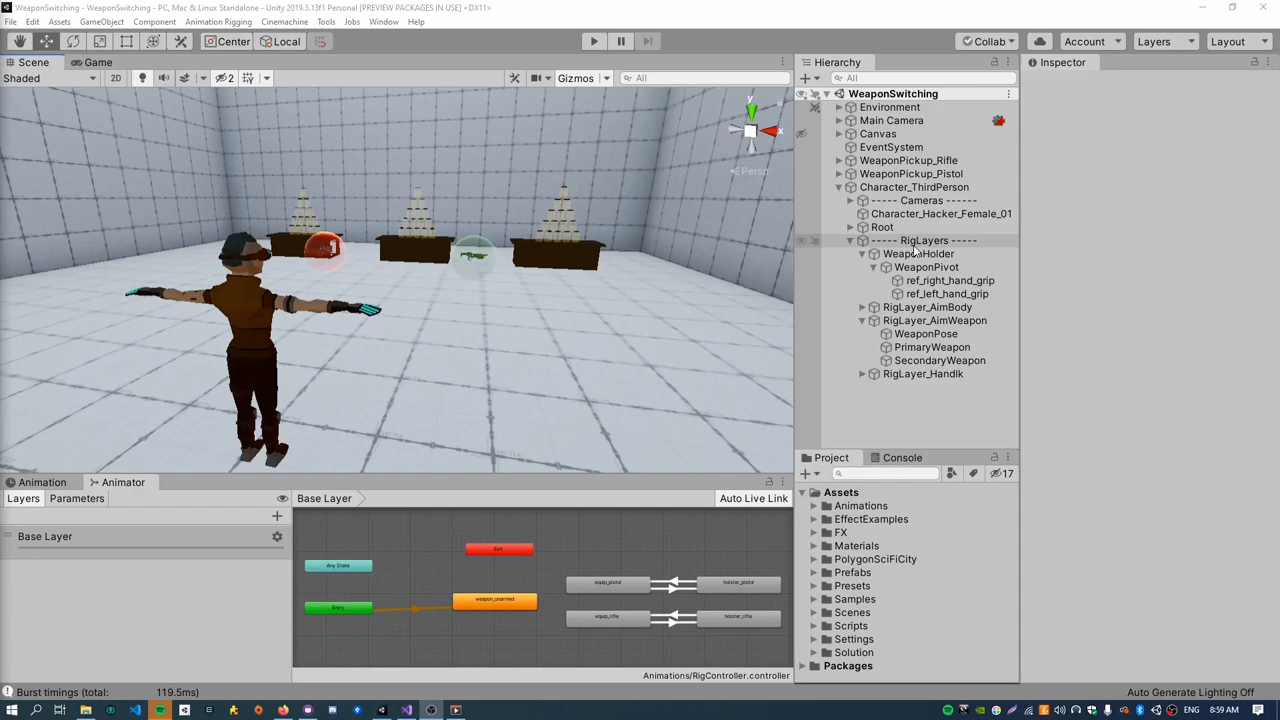 WeaponSwitching - WeaponSwitching - PC, Mac & Linux Standalone - Unity 2019.3.13f1 Personal [PREVIEW PACKAGES IN USE] <DX11>
File Edit Assets GameObject Component Animation Rigging Cinemachine Tools Jobs Window Help
Center Local Collab Account Layers Layout
Scene Game Hierarchy Inspector
Shaded 2D 2 Gizmos All All
WeaponSwitching
Environment
Main Camera
Canvas
EventSystem
WeaponPickup_Rifle
WeaponPickup_Pistol
Character_ThirdPerson
----- Cameras ------
Character_Hacker_Female_01
Root
----- RigLayers -----
WeaponHolder
WeaponPivot
ref_right_hand_grip
ref_left_hand_grip
RigLayer_AimBody
RigLayer_AimWeapon
WeaponPose
PrimaryWeapon
SecondaryWeapon
RigLayer_HandIk
y
x
Persp
Project Console
17
Assets
Animations
EffectExamples
FX
Materials
PolygonSciFiCity
Prefabs
Presets
Samples
Scenes
Scripts
Settings
Solution
Packages
Animation Animator
Layers Parameters Base Layer Auto Live Link
Base Layer
Exit
Any State
equip_pistol holster_pistol
Entry weapon_unarmed
equip_rifle holster_rifle
Animations/RigController.controller
Burst timings (total: 119.5ms) Auto Generate Lighting Off
ENG 8:59 AM